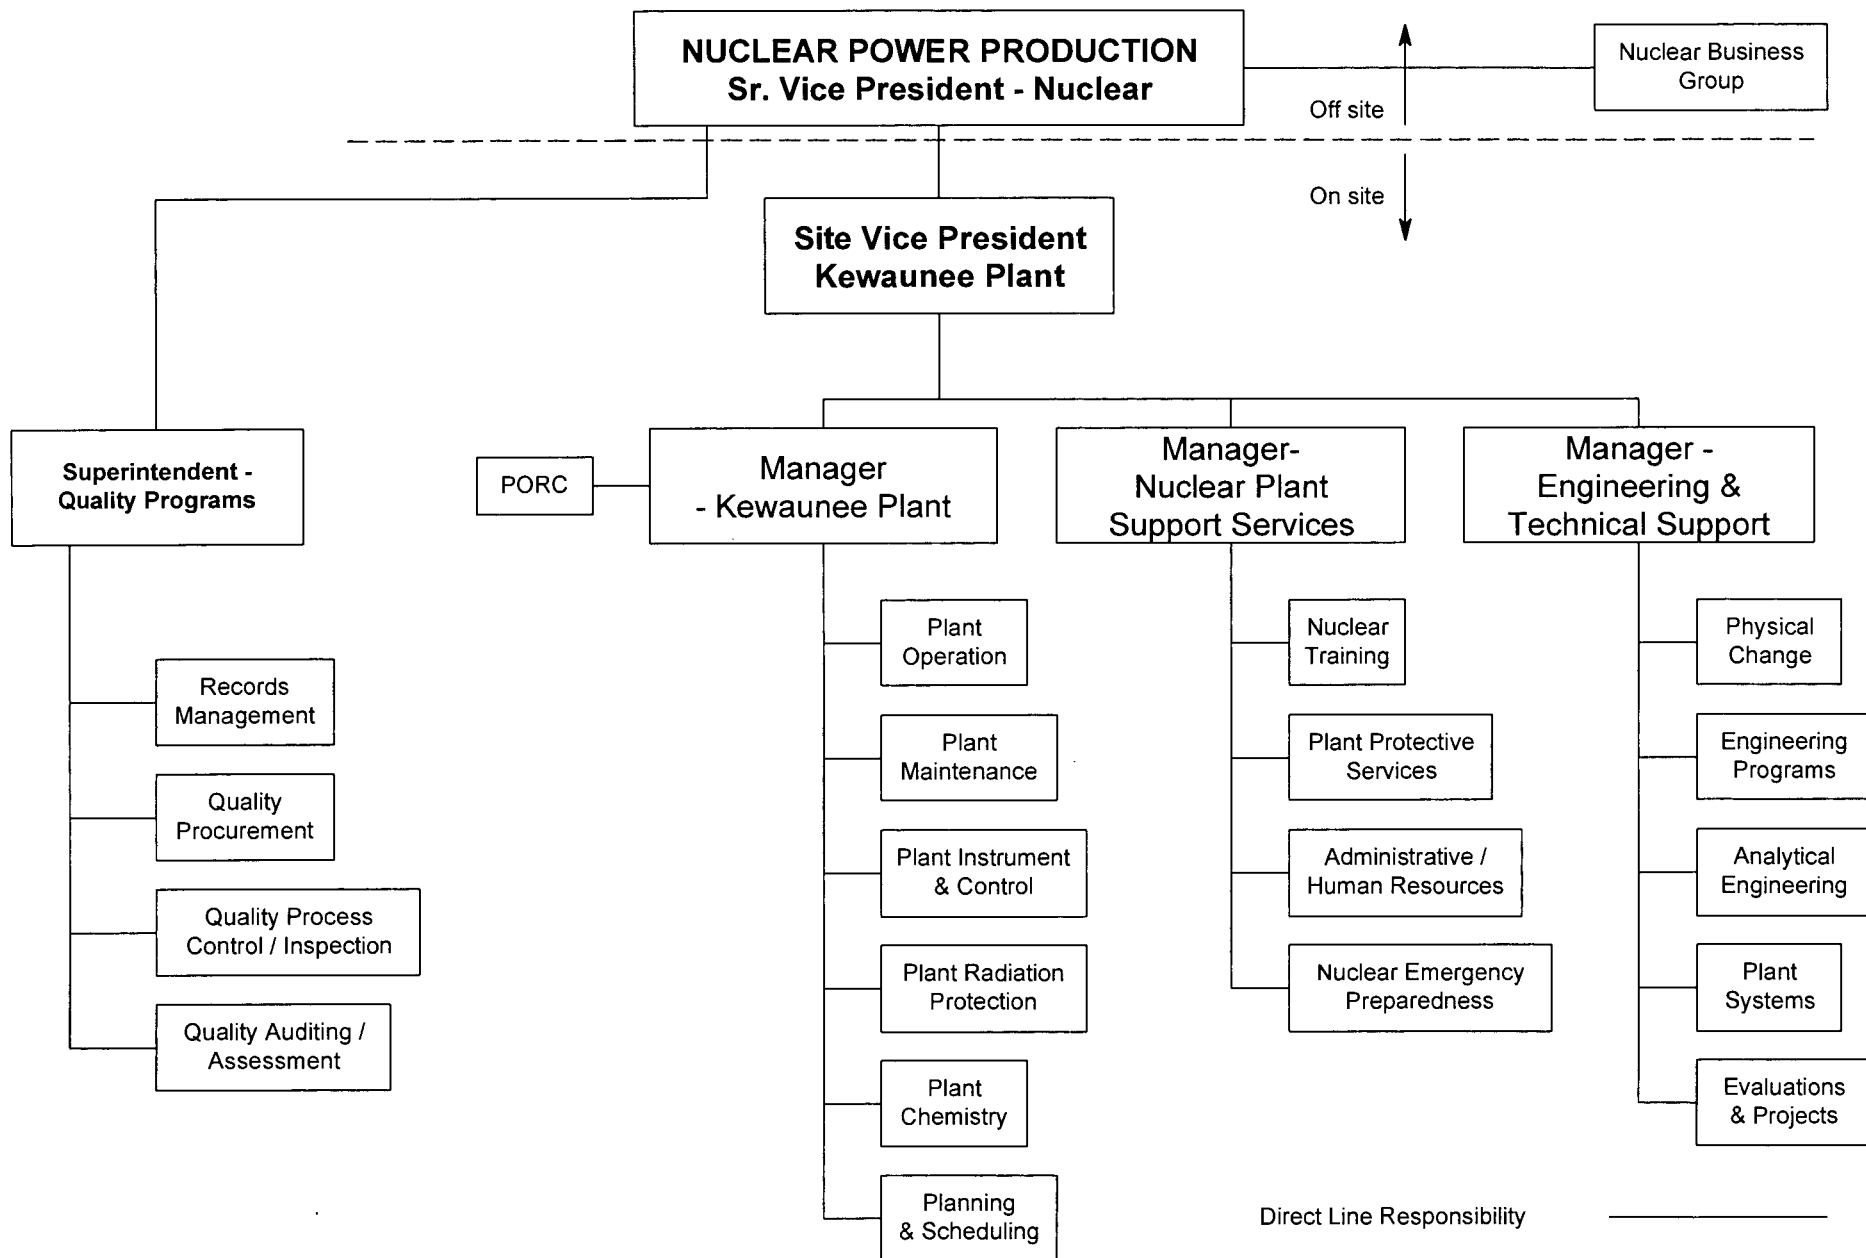 NUCLEAR POWER PRODUCTION
Sr. Vice President - Nuclear
Nuclear Business
Group
Off site
On site
Site Vice President
Kewaunee Plant
Superintendent -
Quality Programs
PORC
Manager
- Kewaunee Plant
Manager-
Nuclear Plant
Support Services
Manager -
Engineering &
Technical Support
Records
Management
Quality
Procurement
Quality Process
Control / Inspection
Quality Auditing /
Assessment
Plant
Operation
Plant
Maintenance
Plant Instrument
& Control
Plant Radiation
Protection
Plant
Chemistry
Planning
& Scheduling
Nuclear
Training
Plant Protective
Services
Administrative /
Human Resources
Nuclear Emergency
Preparedness
Physical
Change
Engineering
Programs
Analytical
Engineering
Plant
Systems
Evaluations
& Projects
Direct Line Responsibility